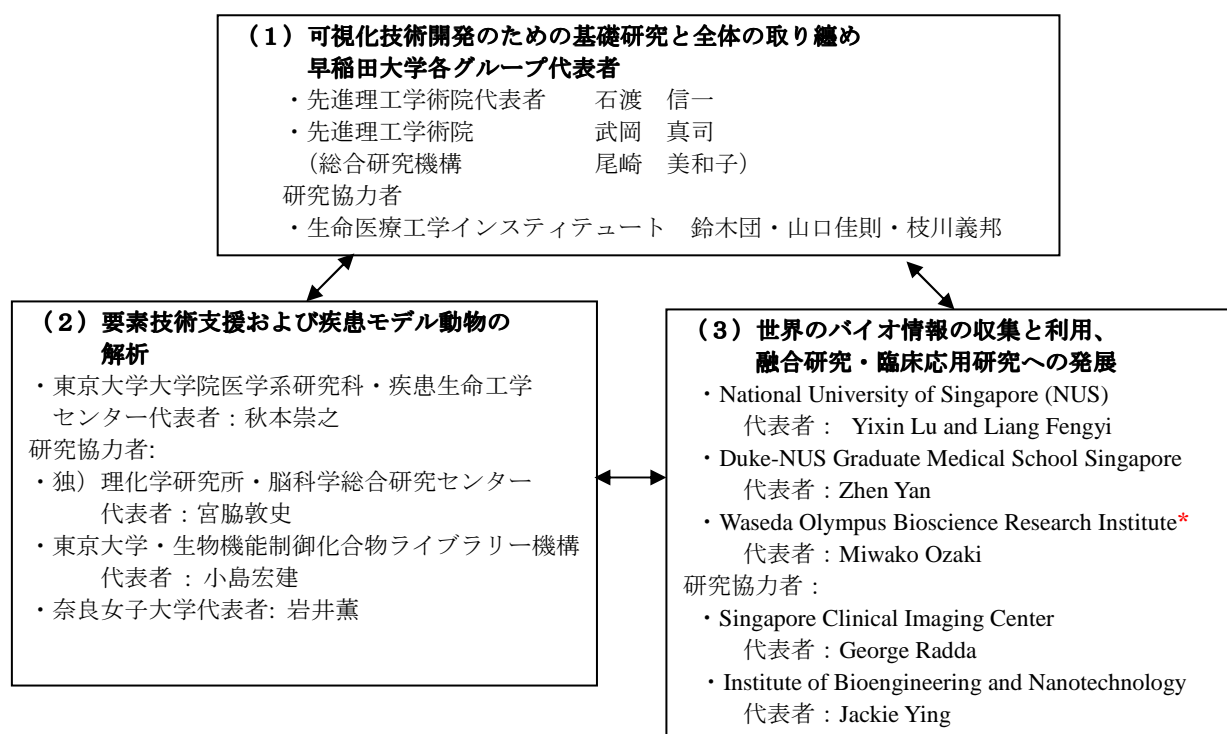 （１）可視化技術開発のための基礎研究と全体の取り纏め
早稲田大学各グループ代表者
・先進理工学術院代表者　　石渡　信一
・先進理工学術院　　　　　武岡　真司
（総合研究機構　　　　　　尾崎　美和子）
研究協力者
・生命医療工学インスティテュート　鈴木団・山口佳則・枝川義邦
（２）要素技術支援および疾患モデル動物の
解析
・東京大学大学院医学系研究科・疾患生命工学
センター代表者：秋本崇之
研究協力者:
・独）理化学研究所・脳科学総合研究センター
代表者：宮脇敦史
・東京大学・生物機能制御化合物ライブラリー機構
代表者 : 小島宏建
・奈良女子大学代表者: 岩井薫
（３）世界のバイオ情報の収集と利用、
融合研究・臨床応用研究への発展
・National University of Singapore (NUS)
代表者： Yixin Lu and Liang Fengyi
・Duke-NUS Graduate Medical School Singapore
代表者：Zhen Yan
・Waseda Olympus Bioscience Research Institute*
代表者：Miwako Ozaki
研究協力者：
・Singapore Clinical Imaging Center
代表者：George Radda
・Institute of Bioengineering and Nanotechnology
代表者：Jackie Ying